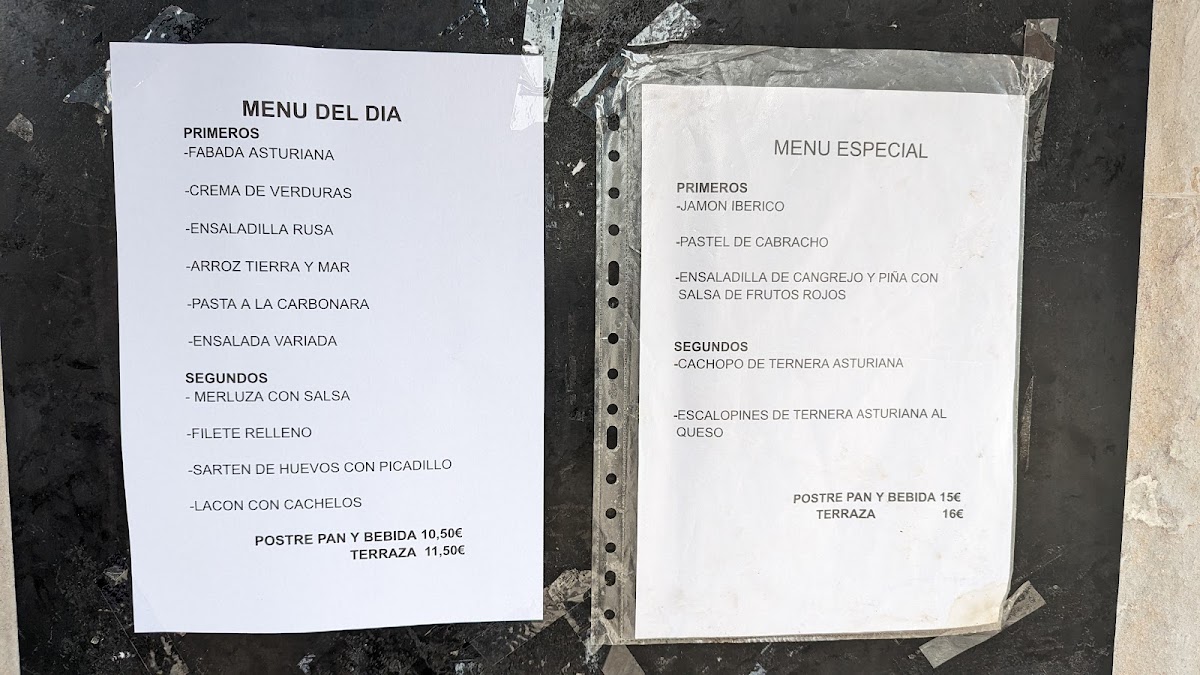 MENU DEL DIA
PRIMEROS
-FABADA ASTURIANA
-CREMA DE VERDURAS
-ENSALADILLA RUSA
-ARROZ TIERRA Y MAR
-PASTA A LA CARBONARA
-ENSALADA VARIADA
SEGUNDOS
- MERLUZA CON SALSA
-FILETE RELLENO
-SARTEN DE HUEVOS CON PICADILLO
-LACON CON CACHELOS
POSTRE PAN Y BEBIDA 10,50€
TERRAZA 11,50€
MENU ESPECIAL
PRIMEROS
-JAMON IBERICO
-PASTEL DE CABRACHO
-ENSALADILLA DE CANGREJO Y PIÑA CON
SALSA DE FRUTOS ROJOS
SEGUNDOS
-CACHOPO DE TERNERA ASTURIANA
-ESCALOPINES DE TERNERA ASTURIANA AL
QUESO
POSTRE PAN Y BEBIDA 15€
TERRAZA 16€